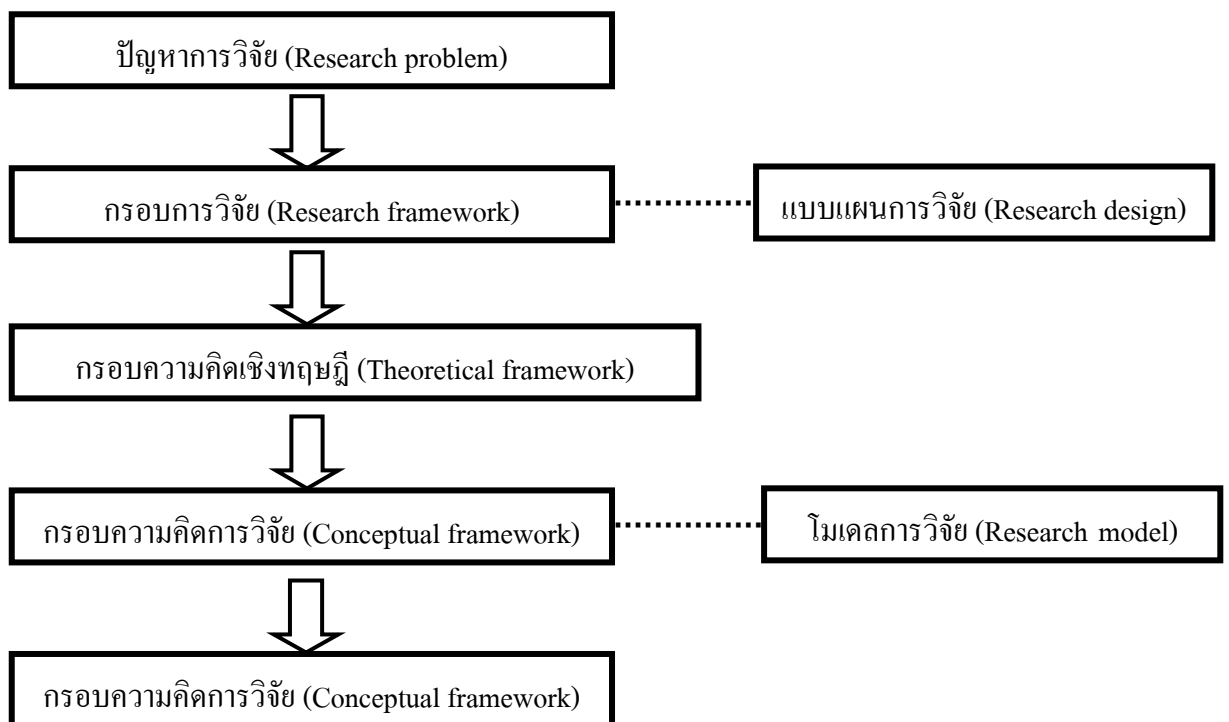 ปัญหาการวิจัย (Research problem)
กรอบการวิจัย (Research framework)
แบบแผนการวิจัย (Research design)
กรอบความคิดเชิงทฤษฎี (Theoretical framework)
กรอบความคิดการวิจัย (Conceptual framework)
โมเดลการวิจัย (Research model)
กรอบความคิดการวิจัย (Conceptual framework)